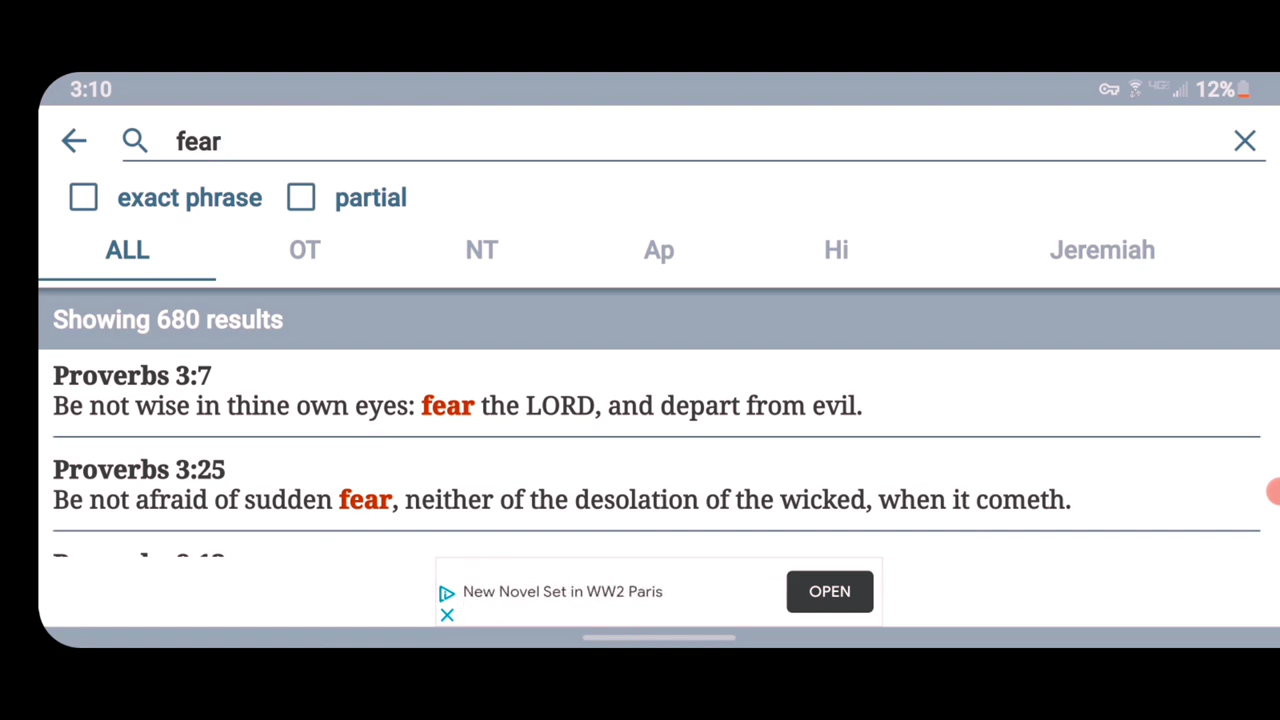 3:10 12%
fear
exact phrase partial
ALL OT NT Ap Hi Jeremiah
Showing 680 results
Proverbs 3:7
Be not wise in thine own eyes: fear the LORD, and depart from evil.
Proverbs 3:25
Be not afraid of sudden fear, neither of the desolation of the wicked, when it cometh.
New Novel Set in WW2 Paris OPEN